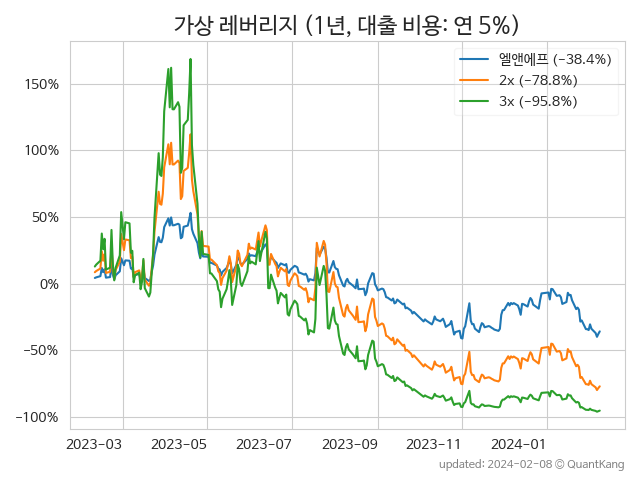 가상 레버리지 (1년, 대출 비용: 연 5%)
엘앤에프 (−38.4%)
2x (−78.8%)
3x (−95.8%)
150%
100%
50%
0%
−50%
−100%
2023-03 2023-05 2023-07 2023-09 2023-11 2024-01
updated: 2024-02-08 © QuantKang